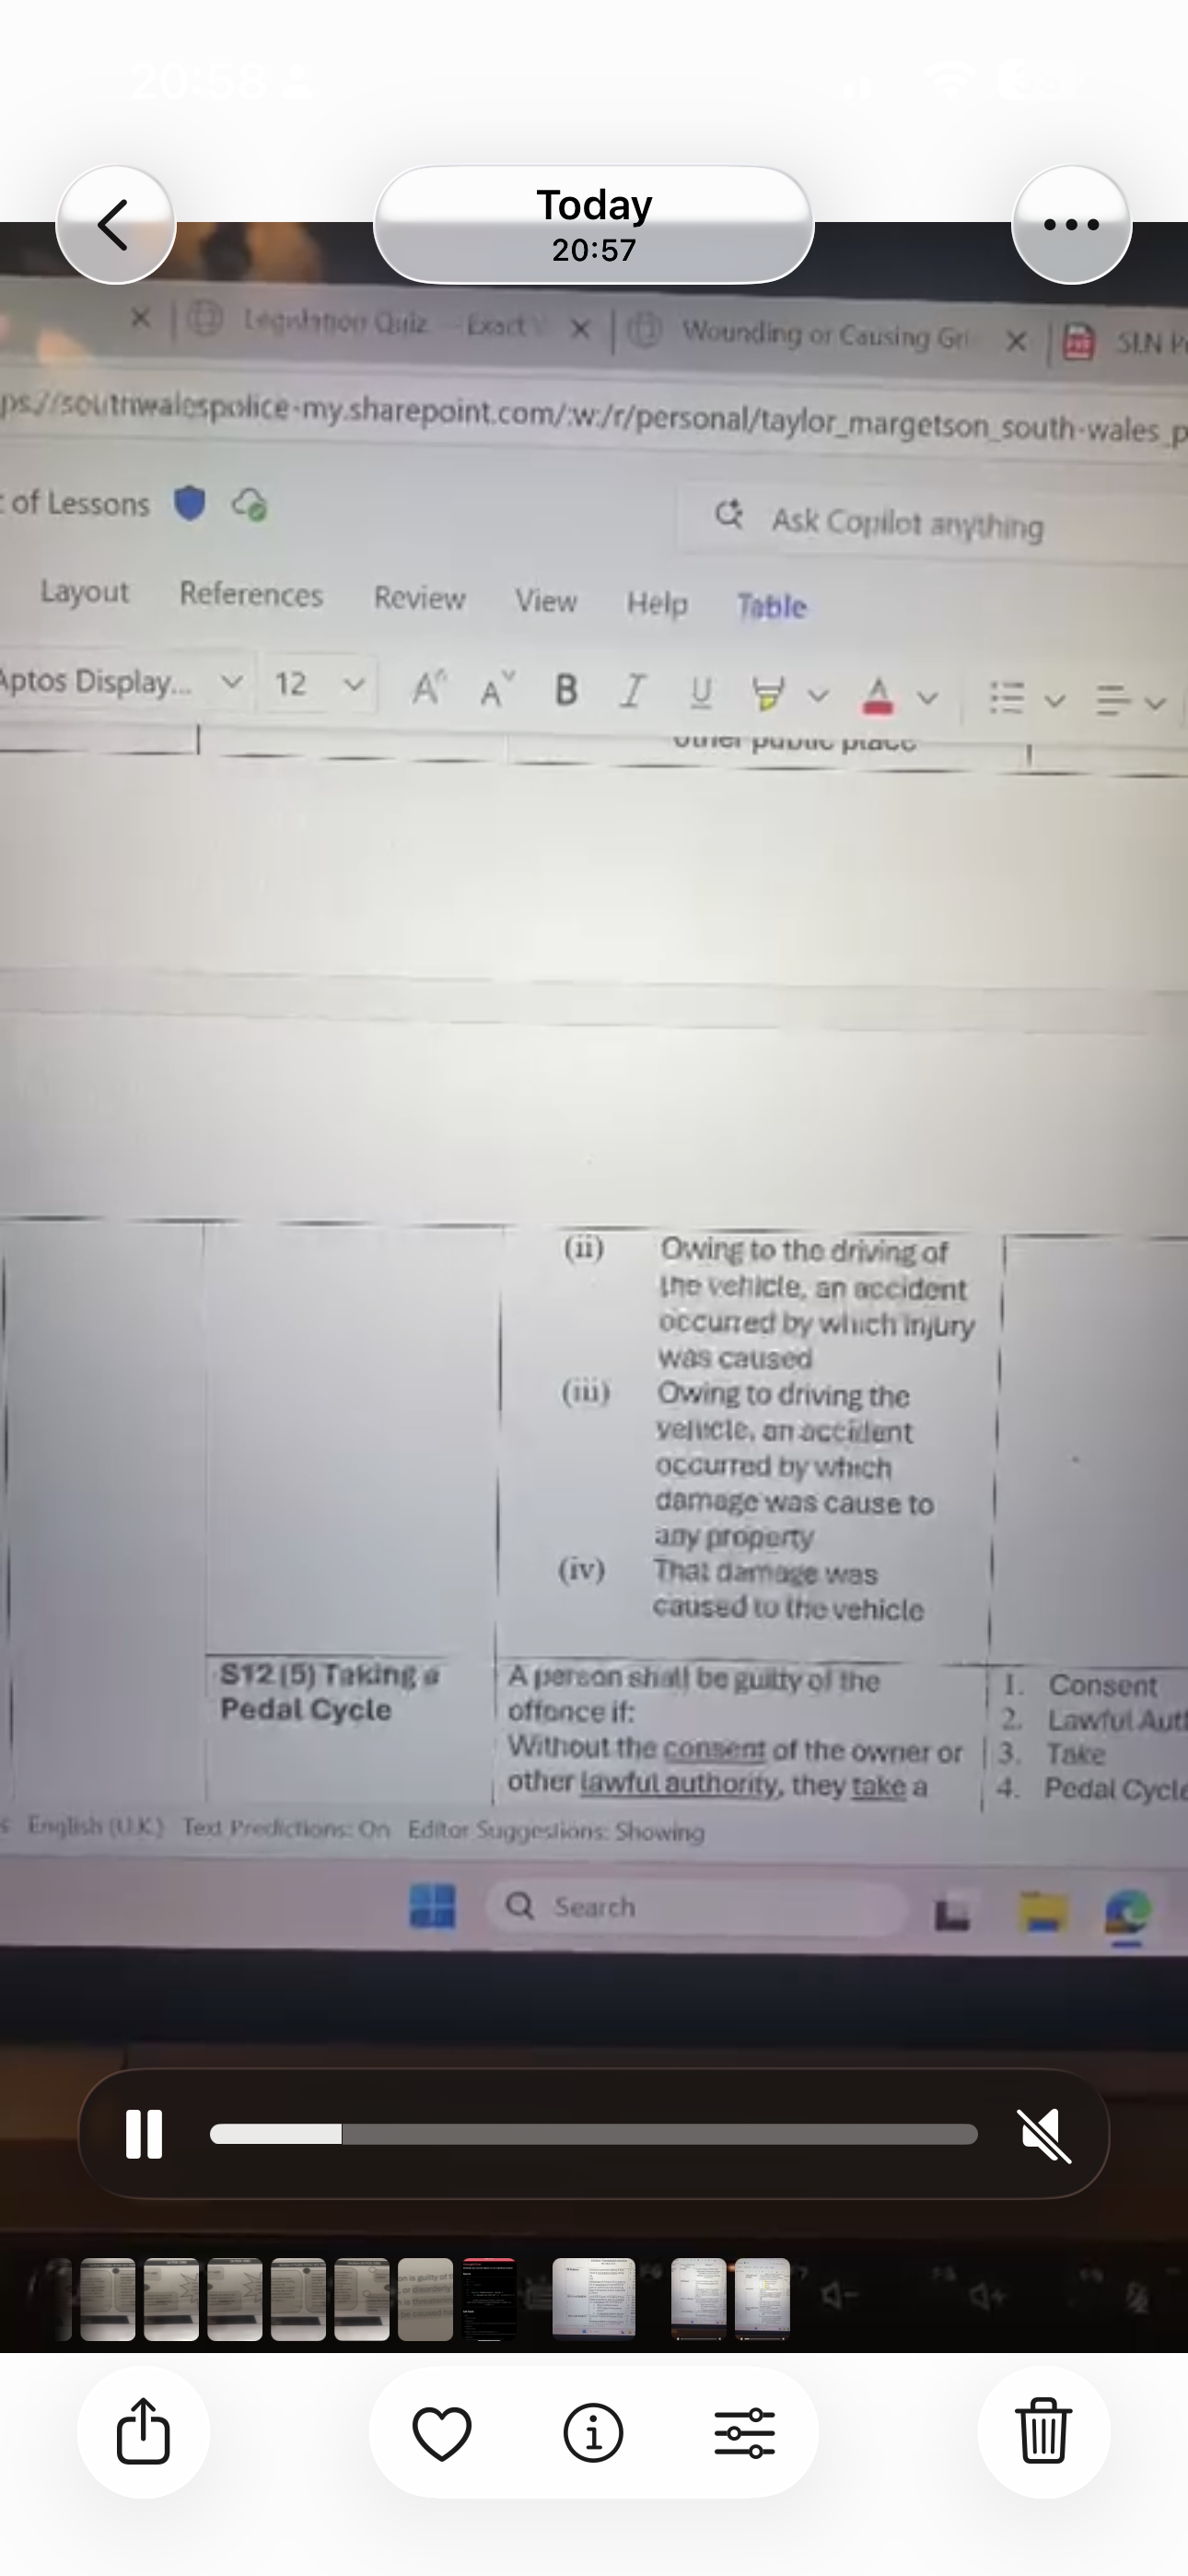 20:58
Today
20:57
Legislation Quiz Exact
Wounding or Causing Gri
PDF
SLN
ps://southwalespolice-my.sharepoint.com/:w:/r/personal/taylor_margetson_south-wales_p
of Lessons
Ask Copilot anything
Layout References Review View Help Table
Aptos Display... 12 A A B I U A
other public place
(ii) Owing to the driving of
the vehicle, an accident
occurred by which injury
was caused
(iii) Owing to driving the
vehicle, an accident
occurred by which
damage was cause to
any property
(iv) That damage was
caused to the vehicle
S12 (5) Taking a
Pedal Cycle
A person shall be guilty of the
offence if:
Without the consent of the owner or
other lawful authority, they take a
1. Consent
2. Lawful Aut
3. Take
4. Pedal Cycle
s English (U.K.) Text Predictions: On Editor Suggestions: Showing
Search